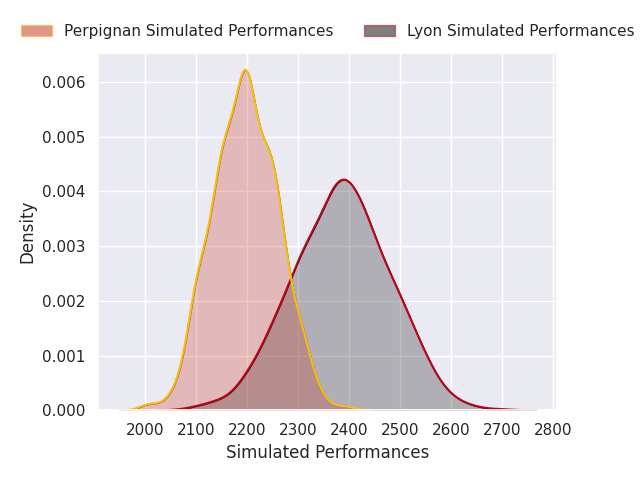 Perpignan Simulated Performances Lyon Simulated Performances
0.006
0.005
0.004
0.003
0.002
0.001
0.000
Density
2000 2100 2200 2300 2400 2500 2600 2700 2800
Simulated Performances